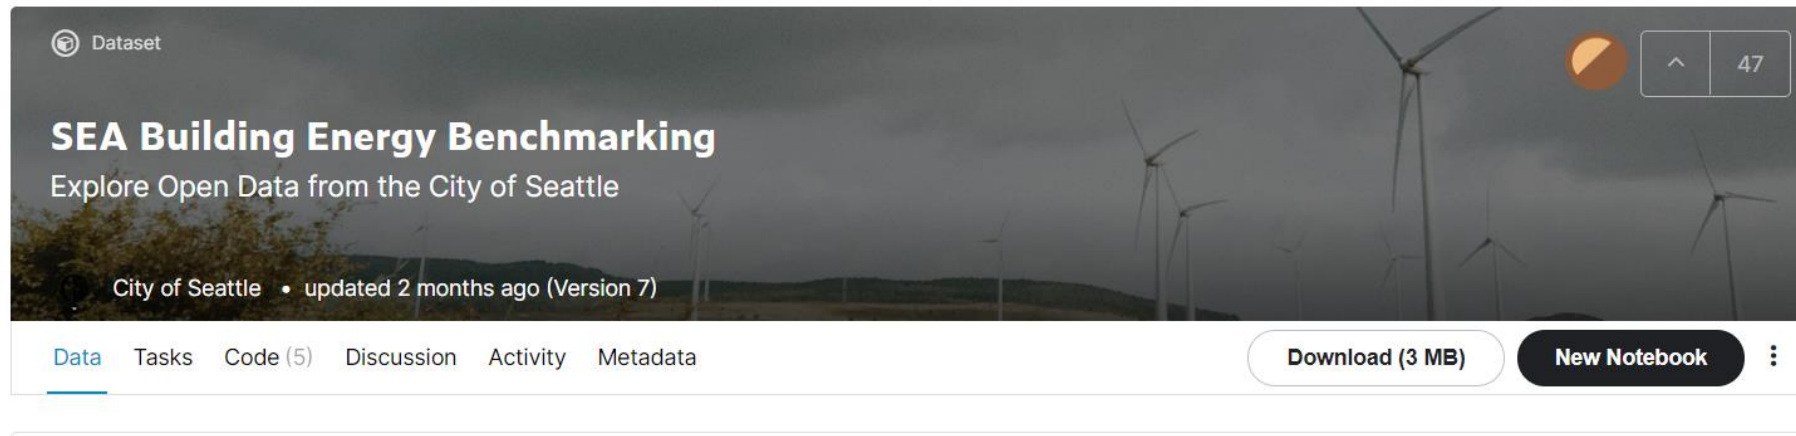 Dataset
47
SEA Building Energy Benchmarking
Explore Open Data from the City of Seattle
City of Seattle • updated 2 months ago (Version 7)
Data Tasks Code (5) Discussion Activity Metadata Download (3 MB) New Notebook